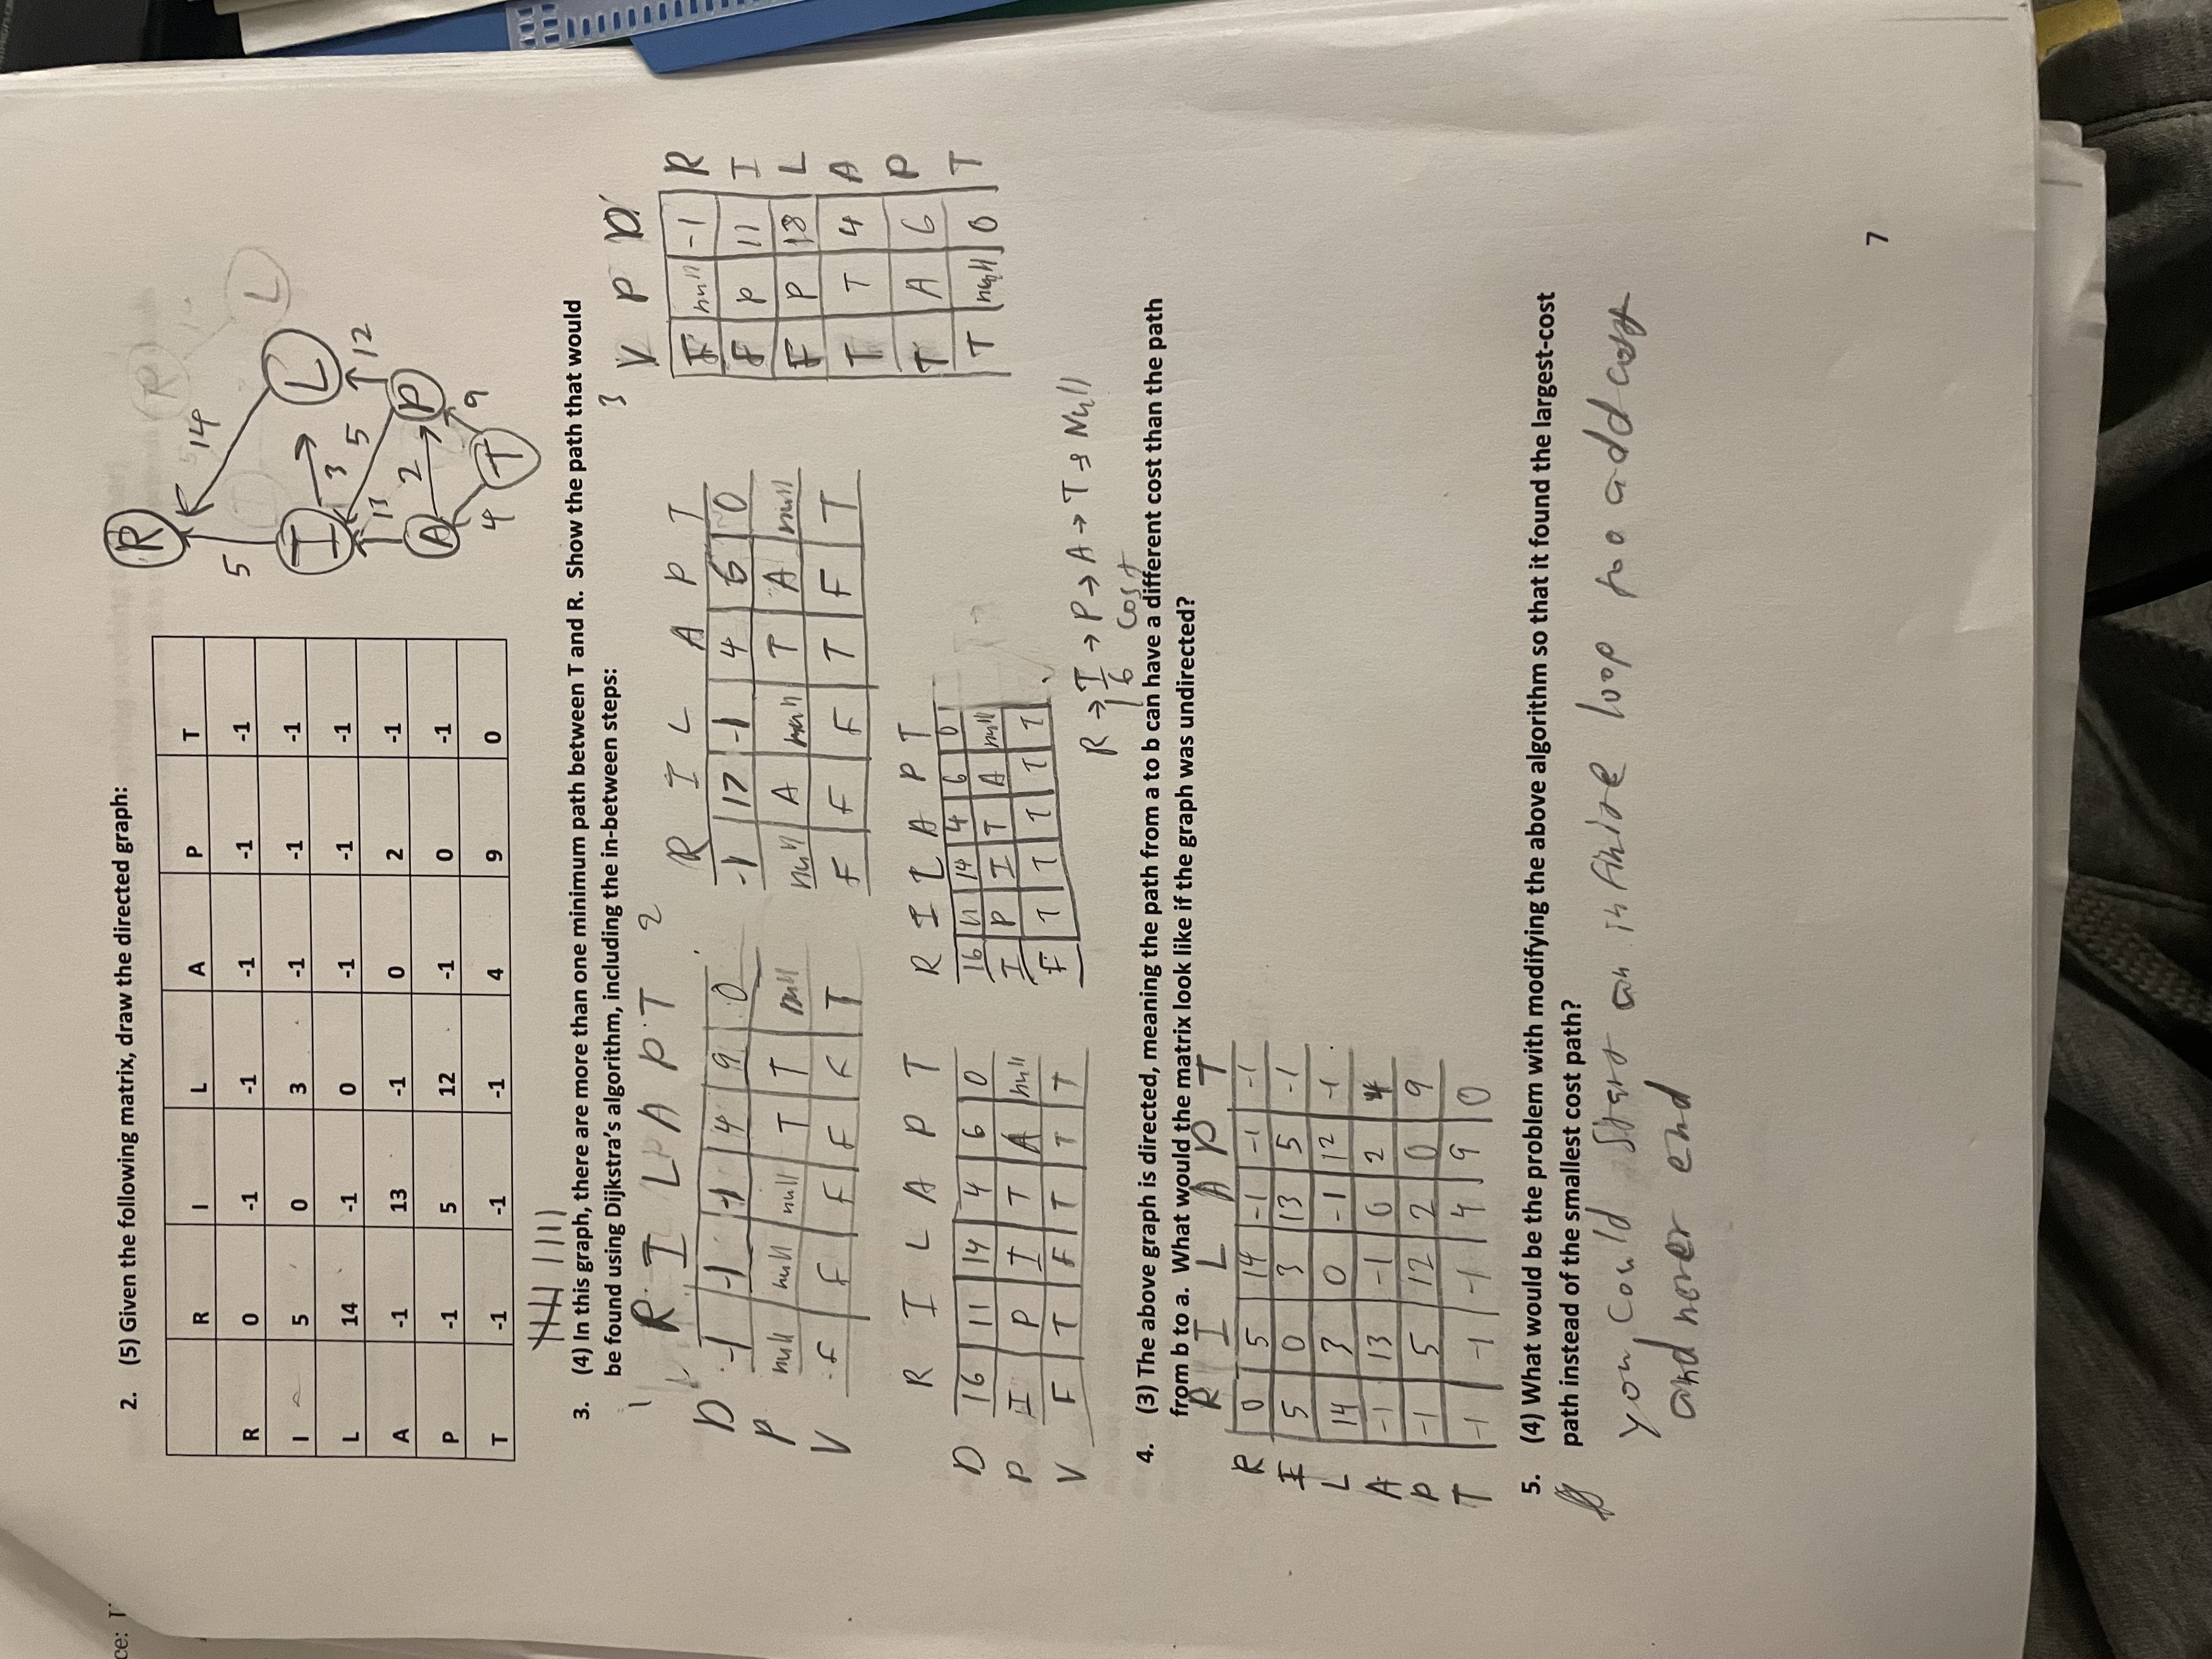 ce:
2. (5) Given the following matrix, draw the directed graph:
R I L A P T
R 0 -1 -1 -1 -1 -1
I 5 0 3 -1 -1 -1
L 14 -1 0 -1 -1 -1
A -1 13 -1 0 2 -1
P -1 5 12 -1 0 -1
T -1 -1 -1 4 9 0
R
14
5
I
L
3
5
12
13
A
2
P
4
T
9
R
L
3. (4) In this graph, there are more than one minimum path between T and R. Show the path that would
be found using Dijkstra's algorithm, including the in-between steps:
1
R I L A P T
D -1 -1 -1 4 9 0
P null null null T T null
V F F F F F T
2
R I L A P T
-1 17 -1 4 6 0
null A null T A null
F F F T F T
3
V P D
F null -1 R
F P 11 I
F P 18 L
T T 4 A
T A 6 P
T null 0 T
R I L A P T
D 16 11 14 4 6 0
P I P I T A null
V F T F T T T
R I L A P T
16 11 14 4 6 0
I P I T A null
F T T T T T
R → I → P → A → T → Null
16 cost
4. (3) The above graph is directed, meaning the path from a to b can have a different cost than the path
from b to a. What would the matrix look like if the graph was undirected?
R I L A P T
R 0 5 14 -1 -1 -1
I 5 0 3 13 5 -1
L 14 3 0 -1 12 -1
A -1 13 -1 0 2 4
P -1 5 12 2 0 9
T -1 -1 -1 4 9 0
5. (4) What would be the problem with modifying the above algorithm so that it found the largest-cost
path instead of the smallest cost path?
you could start an infinite loop to add cost
and never end
7